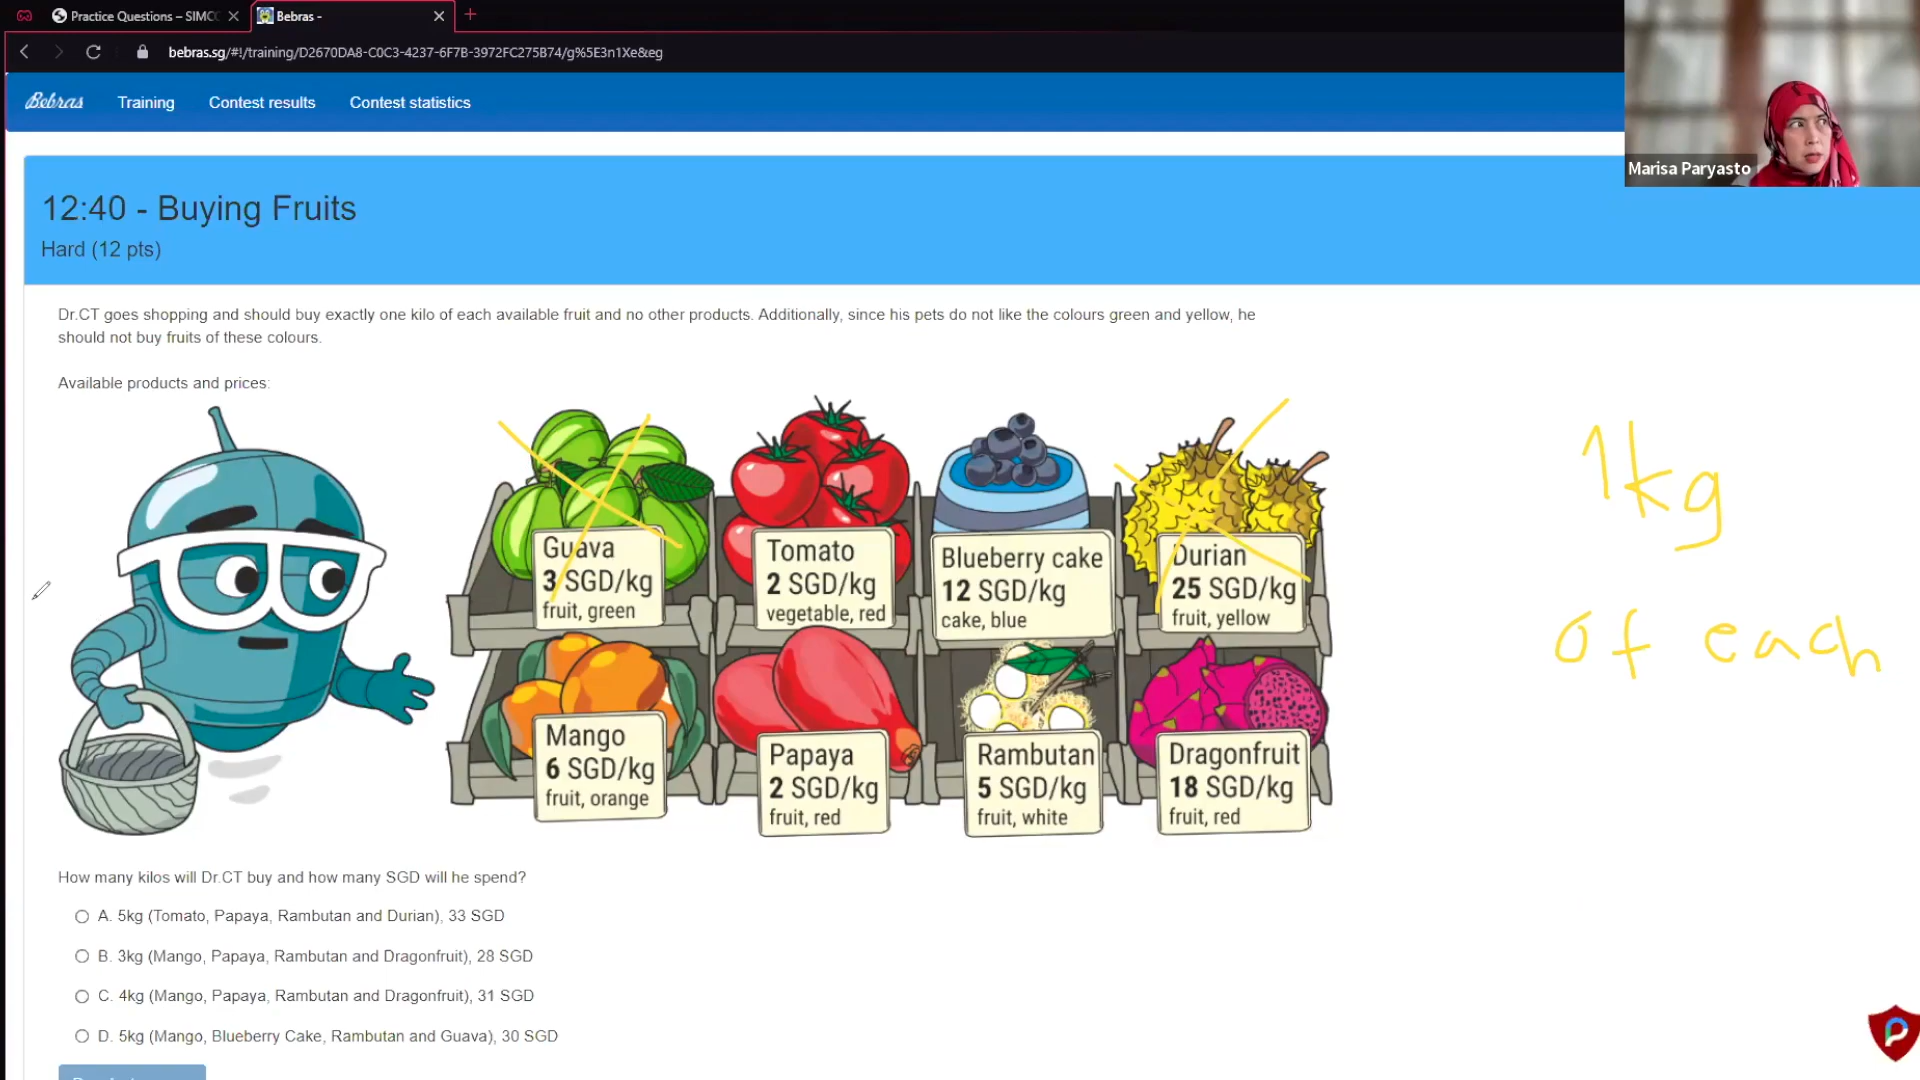 Practice Questions – SIMCC
Bebras -
bebras.sg/#!/training/D2670DA8-C0C3-4237-6F7B-3972FC275B74/g%5E3n1Xe&eg
Bebras Training Contest results Contest statistics
Marisa Paryasto
12:40 - Buying Fruits
Hard (12 pts)
Dr.CT goes shopping and should buy exactly one kilo of each available fruit and no other products. Additionally, since his pets do not like the colours green and yellow, he
should not buy fruits of these colours.
Available products and prices:
Guava
3 SGD/kg
fruit, green
Tomato
2 SGD/kg
vegetable, red
Blueberry cake
12 SGD/kg
cake, blue
Durian
25 SGD/kg
fruit, yellow
Mango
6 SGD/kg
fruit, orange
Papaya
2 SGD/kg
fruit, red
Rambutan
5 SGD/kg
fruit, white
Dragonfruit
18 SGD/kg
fruit, red
1kg
of each
How many kilos will Dr.CT buy and how many SGD will he spend?
A. 5kg (Tomato, Papaya, Rambutan and Durian), 33 SGD
B. 3kg (Mango, Papaya, Rambutan and Dragonfruit), 28 SGD
C. 4kg (Mango, Papaya, Rambutan and Dragonfruit), 31 SGD
D. 5kg (Mango, Blueberry Cake, Rambutan and Guava), 30 SGD